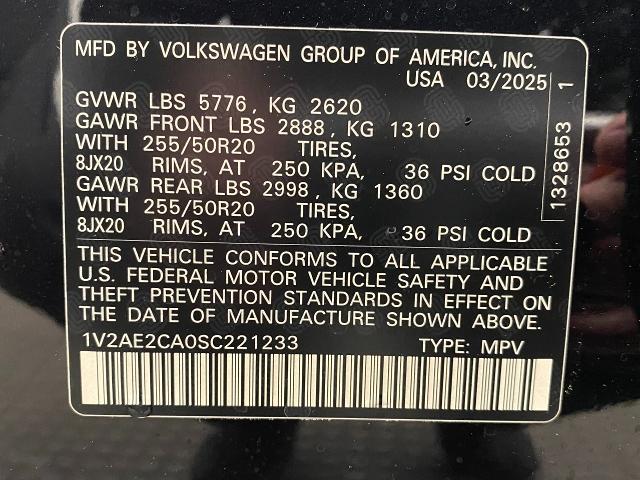 MFD BY VOLKSWAGEN GROUP OF AMERICA, INC.
USA 03/2025
GVWR LBS 5776, KG 2620
GAWR FRONT LBS 2888, KG 1310
WITH 255/50R20 TIRES,
8JX20 RIMS, AT 250 KPA, 36 PSI COLD
GAWR REAR LBS 2998, KG 1360
WITH 255/50R20 TIRES,
8JX20 RIMS, AT 250 KPA, 36 PSI COLD
1328653 1
THIS VEHICLE CONFORMS TO ALL APPLICABLE
U.S. FEDERAL MOTOR VEHICLE SAFETY AND
THEFT PREVENTION STANDARDS IN EFFECT ON
THE DATE OF MANUFACTURE SHOWN ABOVE.
1V2AE2CA0SC221233 TYPE: MPV